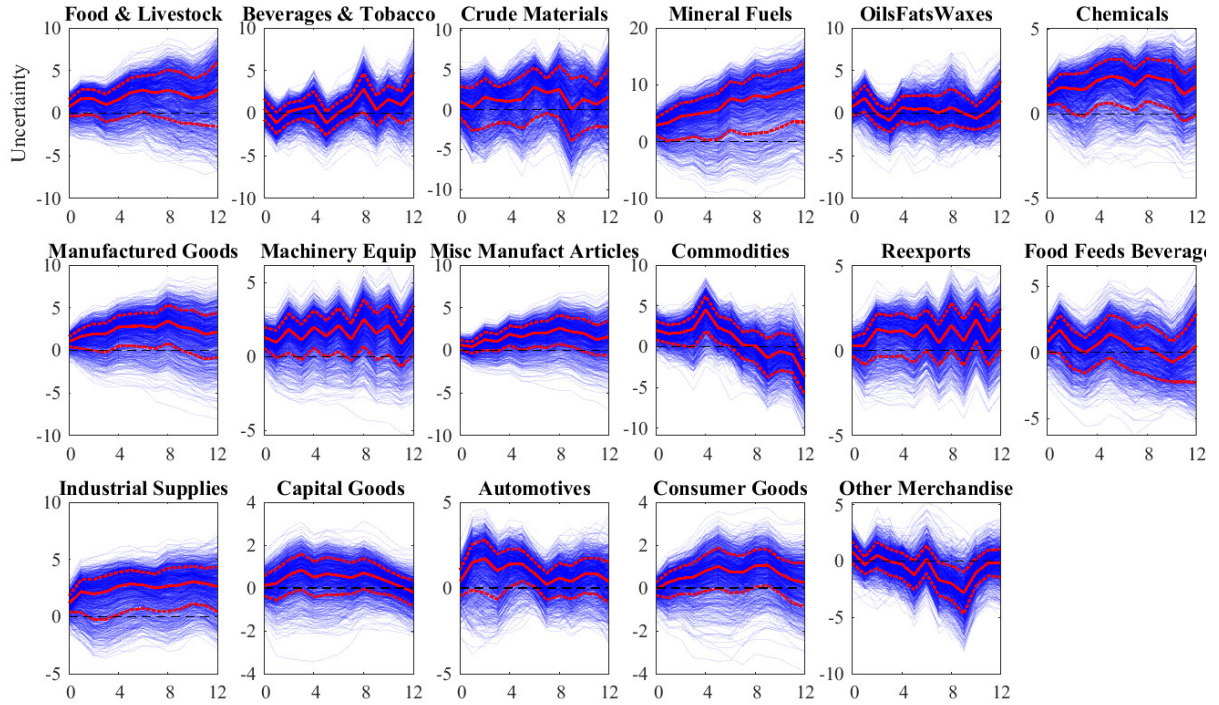 Food & Livestock Beverages & Tobacco Crude Materials Mineral Fuels OilsFatsWaxes Chemicals
Uncertainty
10 5 0 -5 -10
0 4 8 12
10 5 0 -5 -10
0 4 8 12
10 5 0 -5 -10
0 4 8 12
20 10 0 -10
0 4 8 12
10 5 0 -5 -10
0 4 8 12
5 0 -5
0 4 8 12
Manufactured Goods Machinery Equip Misc Manufact Articles Commodities Reexports Food Feeds Beverage
10 5 0 -5 -10
0 4 8 12
5 0 -5
0 4 8 12
10 5 0 -5 -10
0 4 8 12
10 5 0 -5 -10
0 4 8 12
5 0 -5
0 4 8 12
5 0 -5
0 4 8 12
Industrial Supplies Capital Goods Automotives Consumer Goods Other Merchandise
10 5 0 -5
0 4 8 12
4 2 0 -2 -4
0 4 8 12
5 0 -5
0 4 8 12
4 2 0 -2 -4
0 4 8 12
5 0 -5 -10
0 4 8 12